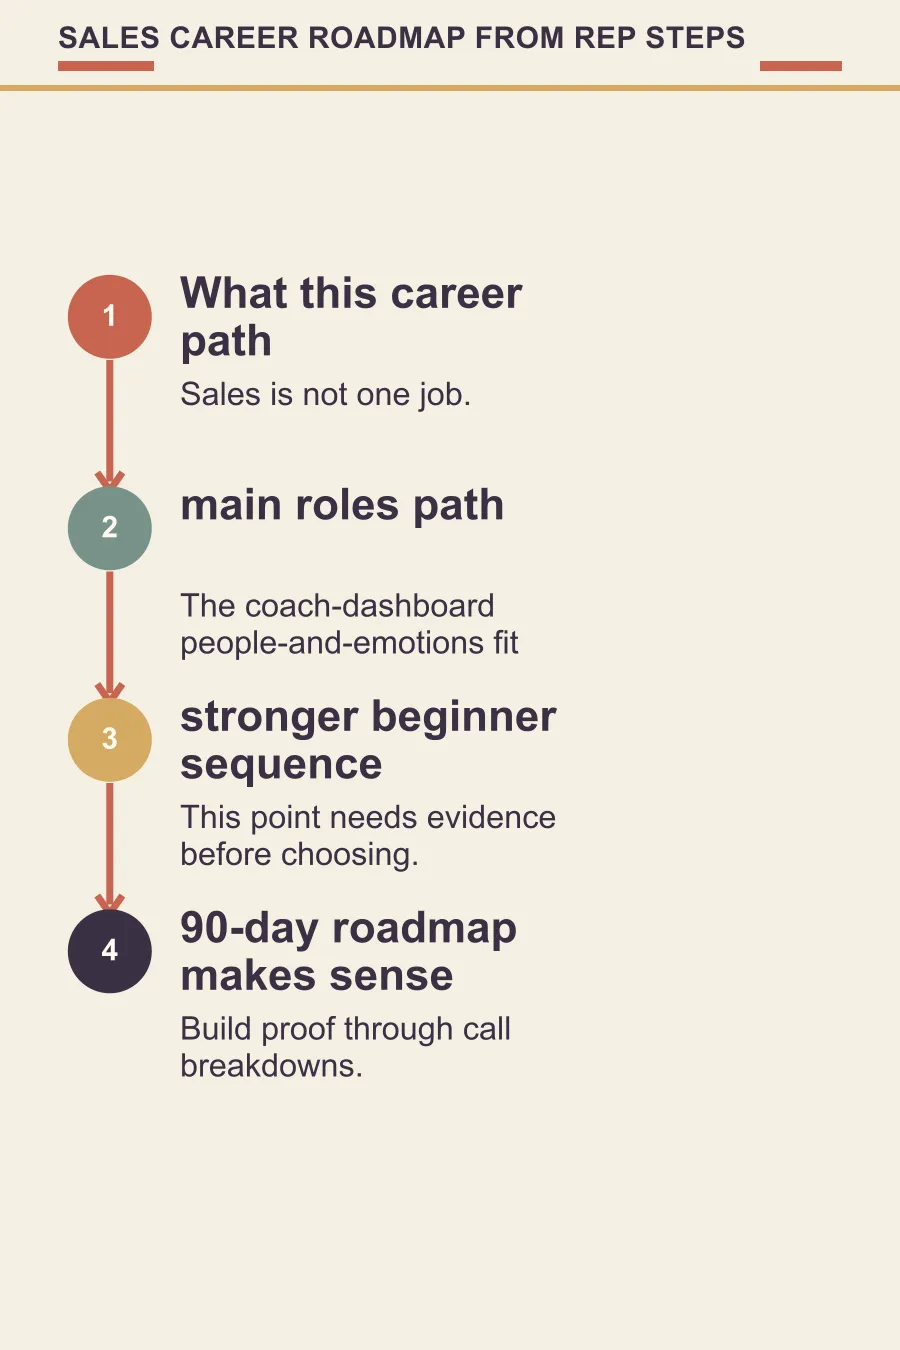 SALES CAREER ROADMAP FROM REP STEPS
1
What this career
path
Sales is not one job.
2
main roles path
The coach-dashboard
people-and-emotions fit
3
stronger beginner
sequence
This point needs evidence
before choosing.
4
90-day roadmap
makes sense
Build proof through call
breakdowns.